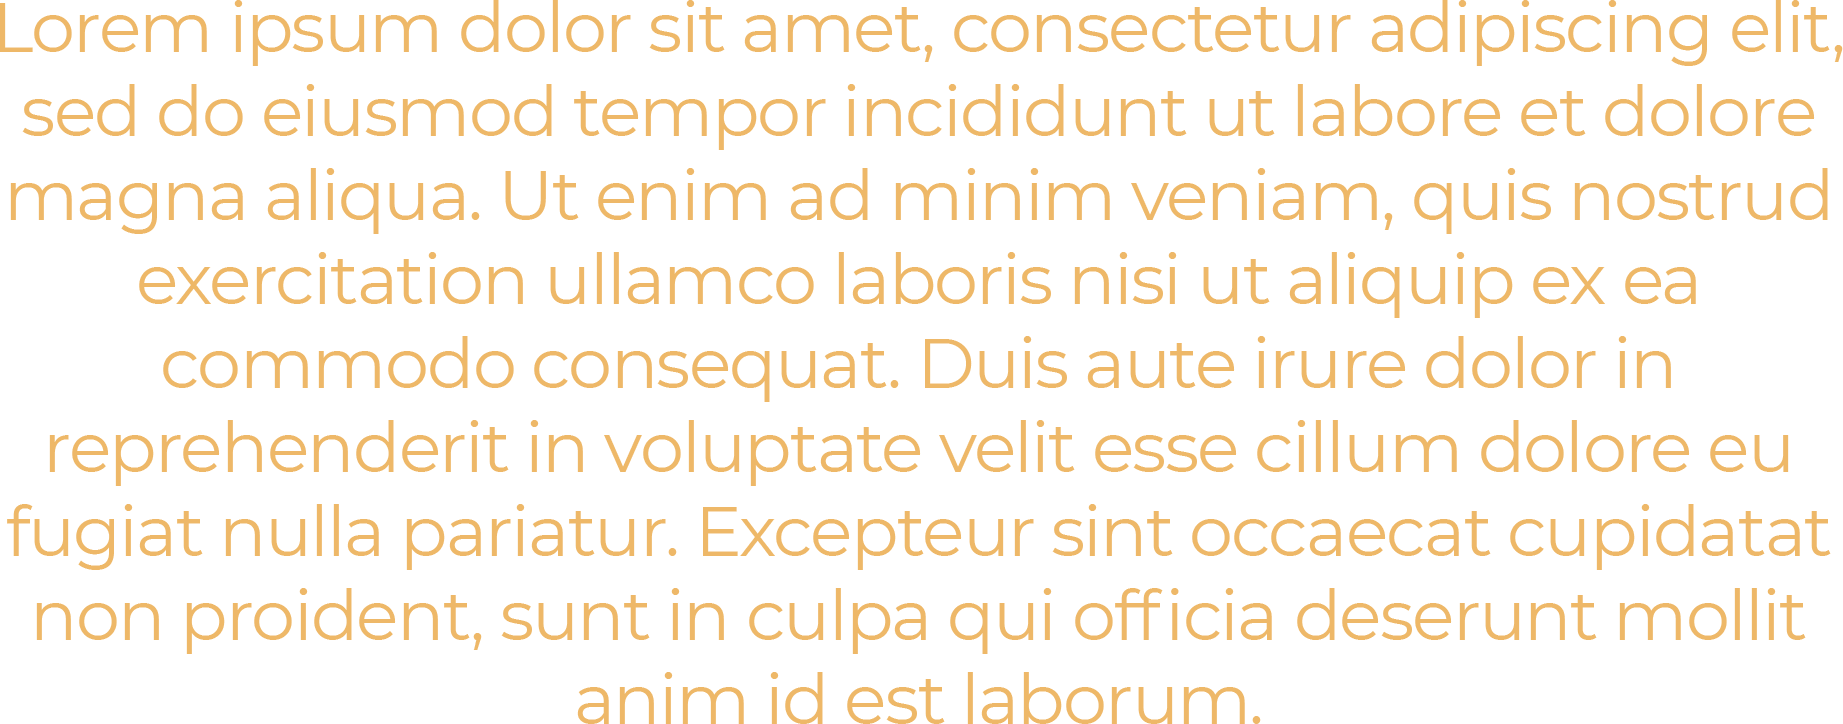 Lorem ipsum dolor sit amet, consectetur adipiscing elit,
sed do eiusmod tempor incididunt ut labore et dolore
magna aliqua. Ut enim ad minim veniam, quis nostrud
exercitation ullamco laboris nisi ut aliquip ex ea
commodo consequat. Duis aute irure dolor in
reprehenderit in voluptate velit esse cillum dolore eu
fugiat nulla pariatur. Excepteur sint occaecat cupidatat
non proident, sunt in culpa qui officia deserunt mollit
anim id est laborum.